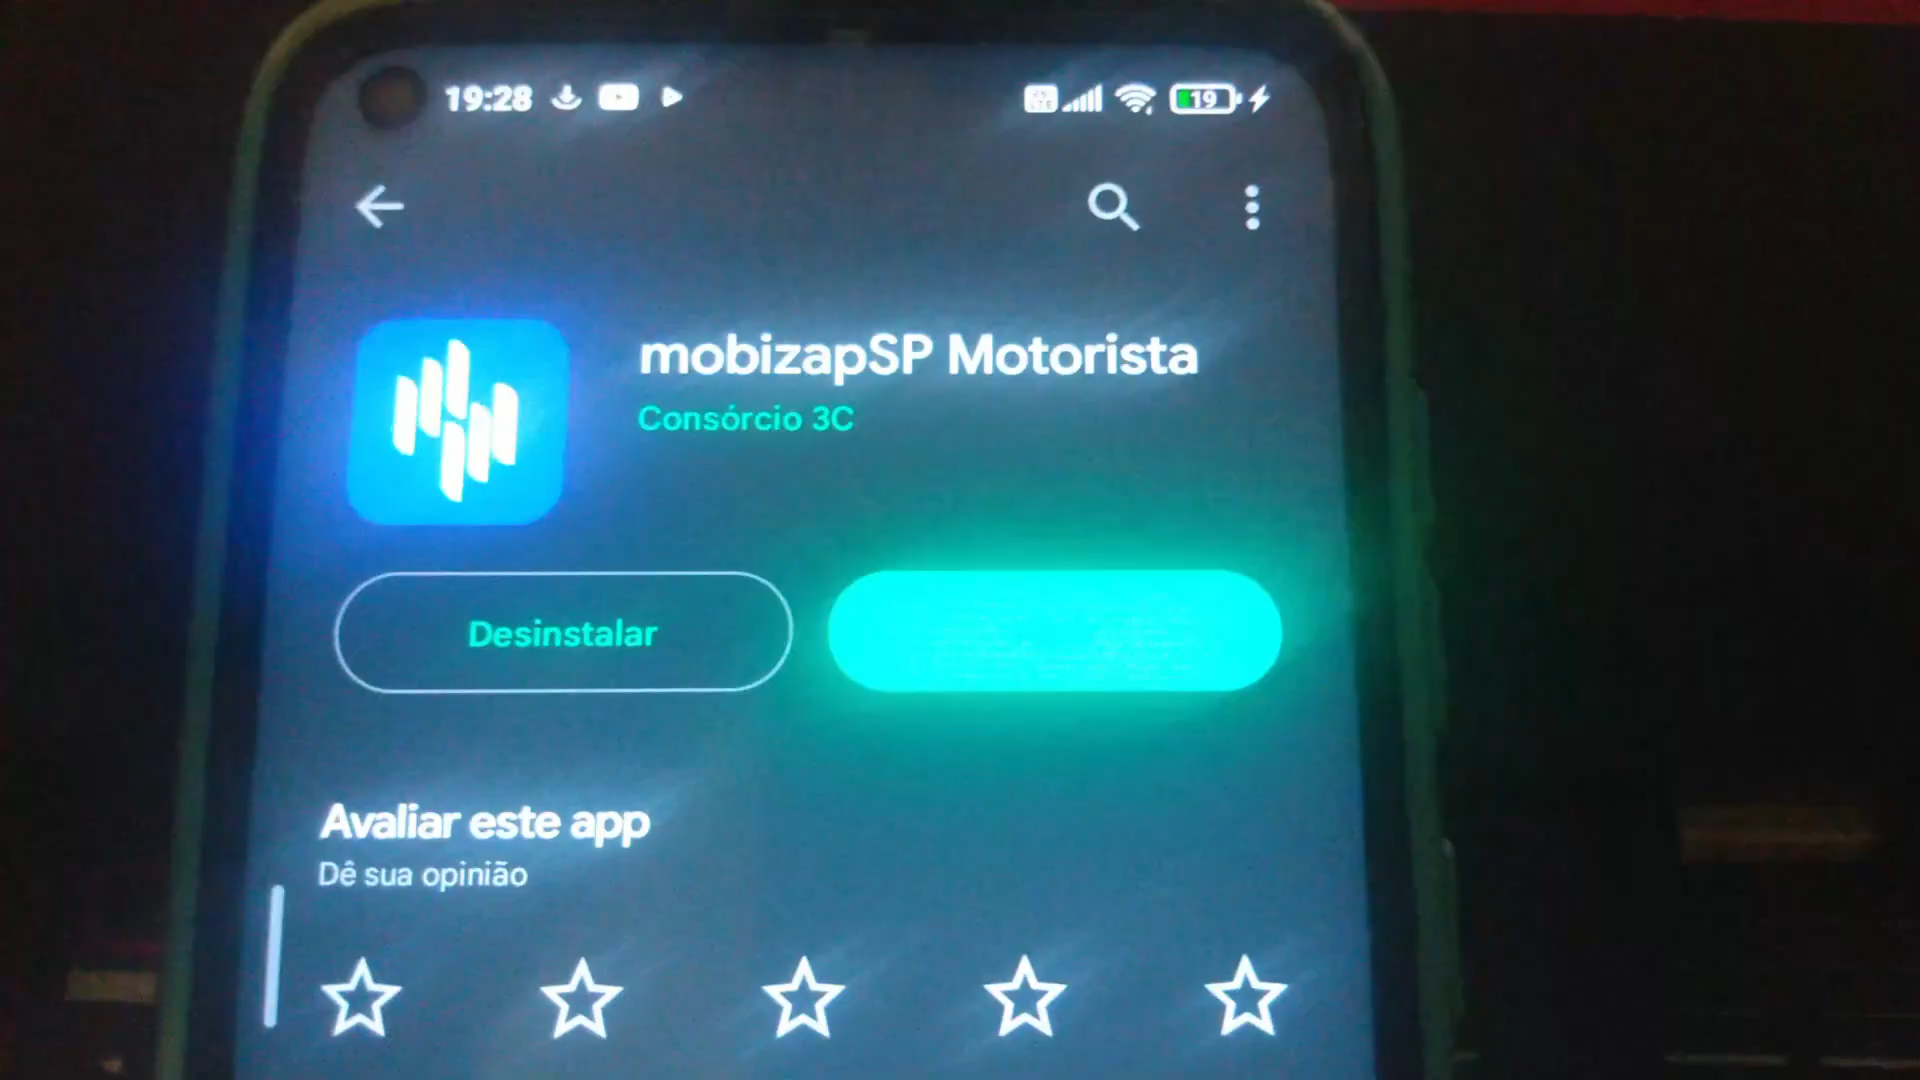 19:28
19
mobizapSP Motorista
Consórcio 3C
Desinstalar
Avaliar este app
Dê sua opinião